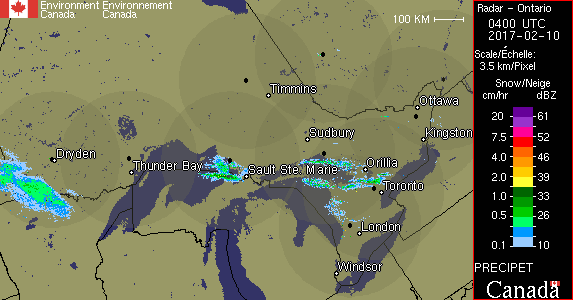 Environment Environnement
Canada Canada
100 KM
Timmins
Ottawa
Sudbury
Kingston
Dryden
Thunder Bay
Sault Ste. Marie
Orillia
Toronto
London
Windsor
Radar - Ontario
0400 UTC
2017-02-10
Scale/Échelle:
3.5 km/Pixel
Snow/Neige
cm/hr dBZ
20 61
7.5 52
4.0 46
2.0 39
1.0 33
0.5 26
0.1 10
PRECIPET
Canada